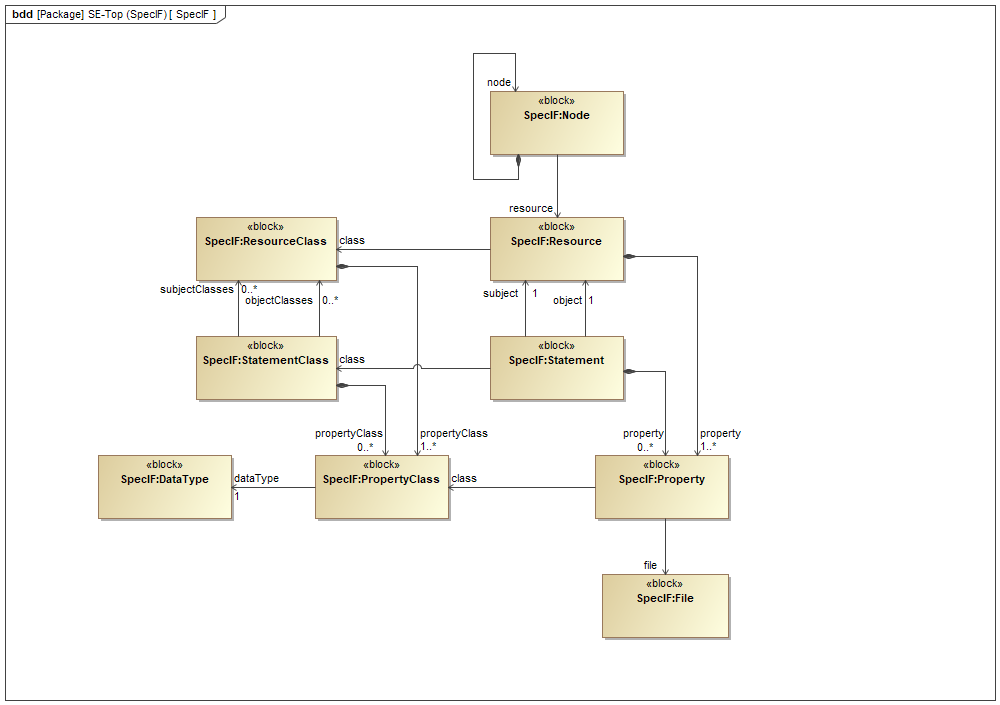 bdd [Package] SE-Top (SpecIF) [ SpecIF ]
node
«block»
SpecIF:Node
resource
«block»
SpecIF:ResourceClass
class
«block»
SpecIF:Resource
subjectClasses 0..*
objectClasses 0..*
subject 1
object 1
«block»
SpecIF:StatementClass
class
«block»
SpecIF:Statement
propertyClass
0..*
propertyClass
1..*
property
0..*
property
1..*
«block»
SpecIF:DataType
dataType
1
«block»
SpecIF:PropertyClass
class
«block»
SpecIF:Property
file
«block»
SpecIF:File